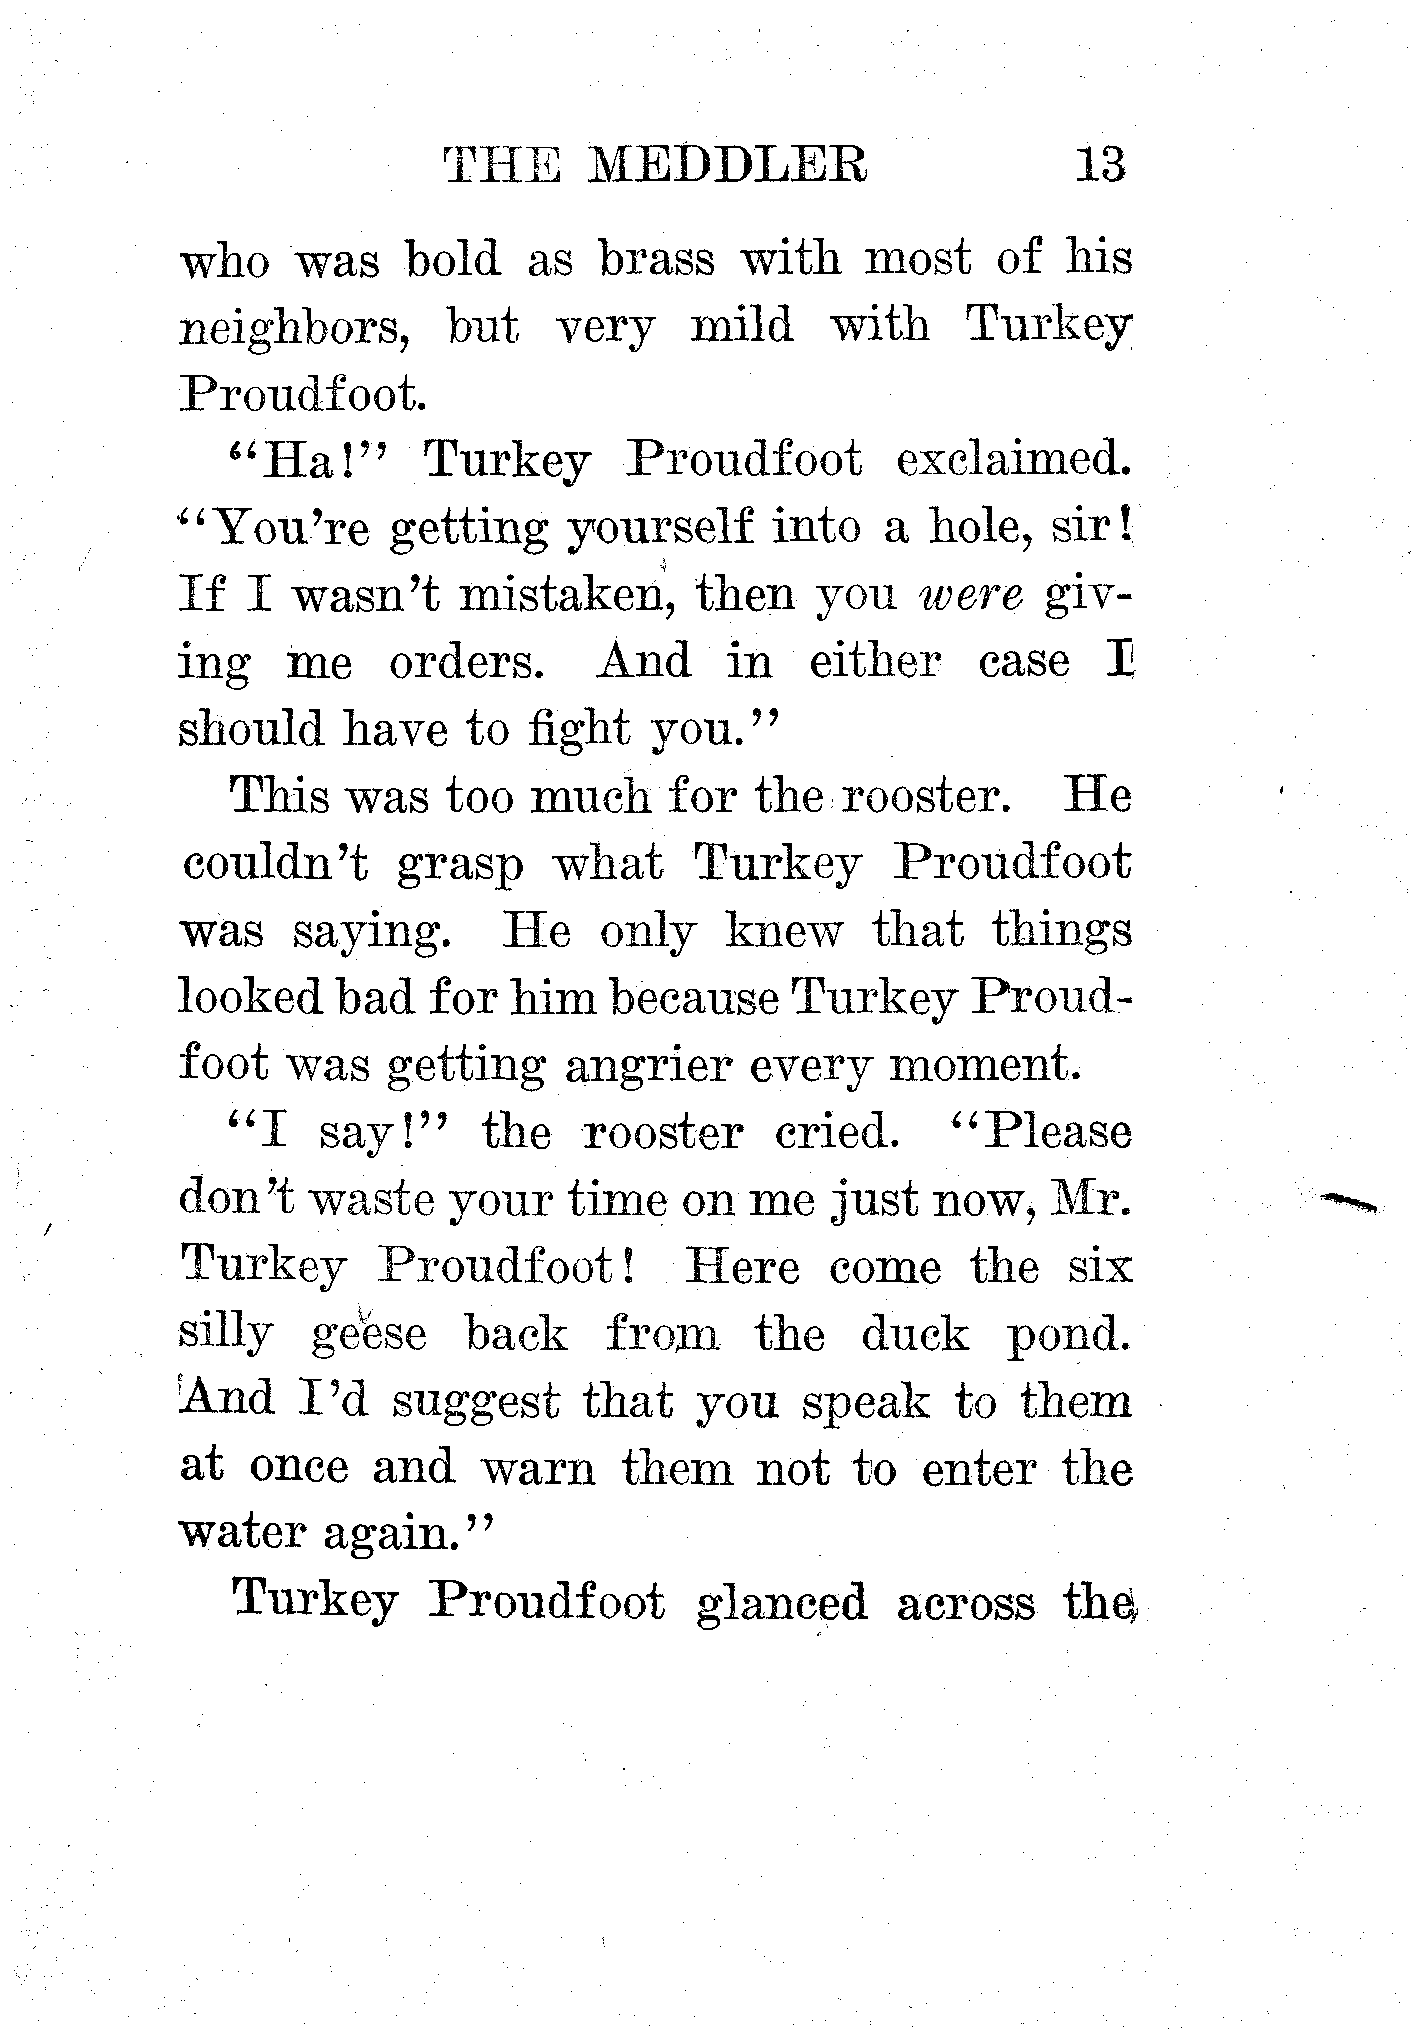 THE MEDDLER 13
who was bold as brass with most of his
neighbors, but very mild with Turkey
Proudfoot.
“Ha!” Turkey Proudfoot exclaimed.
“You’re getting yourself into a hole, sir!
If I wasn’t mistaken, then you were giv-
ing me orders. And in either case I
should have to fight you.”
This was too much for the rooster. He
couldn’t grasp what Turkey Proudfoot
was saying. He only knew that things
looked bad for him because Turkey Proud-
foot was getting angrier every moment.
“I say!” the rooster cried. “Please
don’t waste your time on me just now, Mr.
Turkey Proudfoot! Here come the six
silly geese back from the duck pond.
And I’d suggest that you speak to them
at once and warn them not to enter the
water again.”
Turkey Proudfoot glanced across the